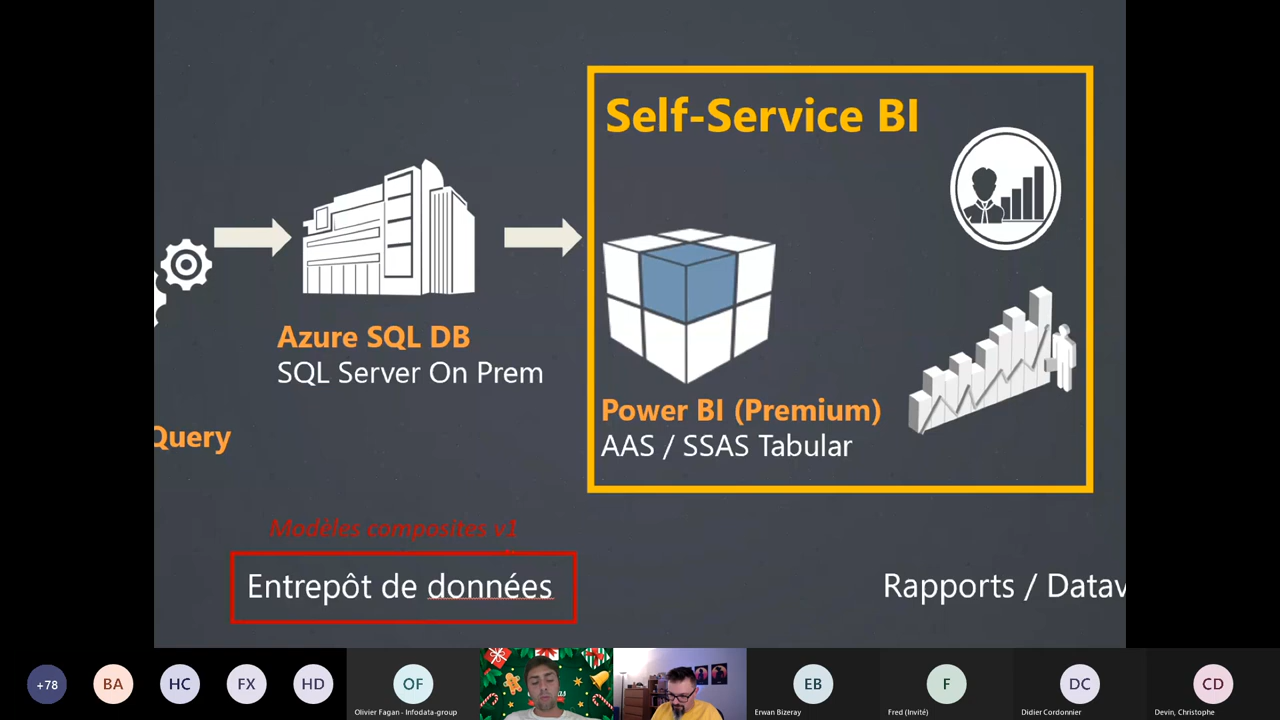 Self-Service BI
Azure SQL DB
SQL Server On Prem
Power BI (Premium)
AAS / SSAS Tabular
Query
Modèles composites v1
Entrepôt de données
Rapports / Datav
+78
BA
HC
FX
HD
OF
EB
F
DC
CD
Olivier Fagan - Infodata-group
Erwan Bizeray
Fred (Invité)
Didier Cordonnier
Devin, Christophe